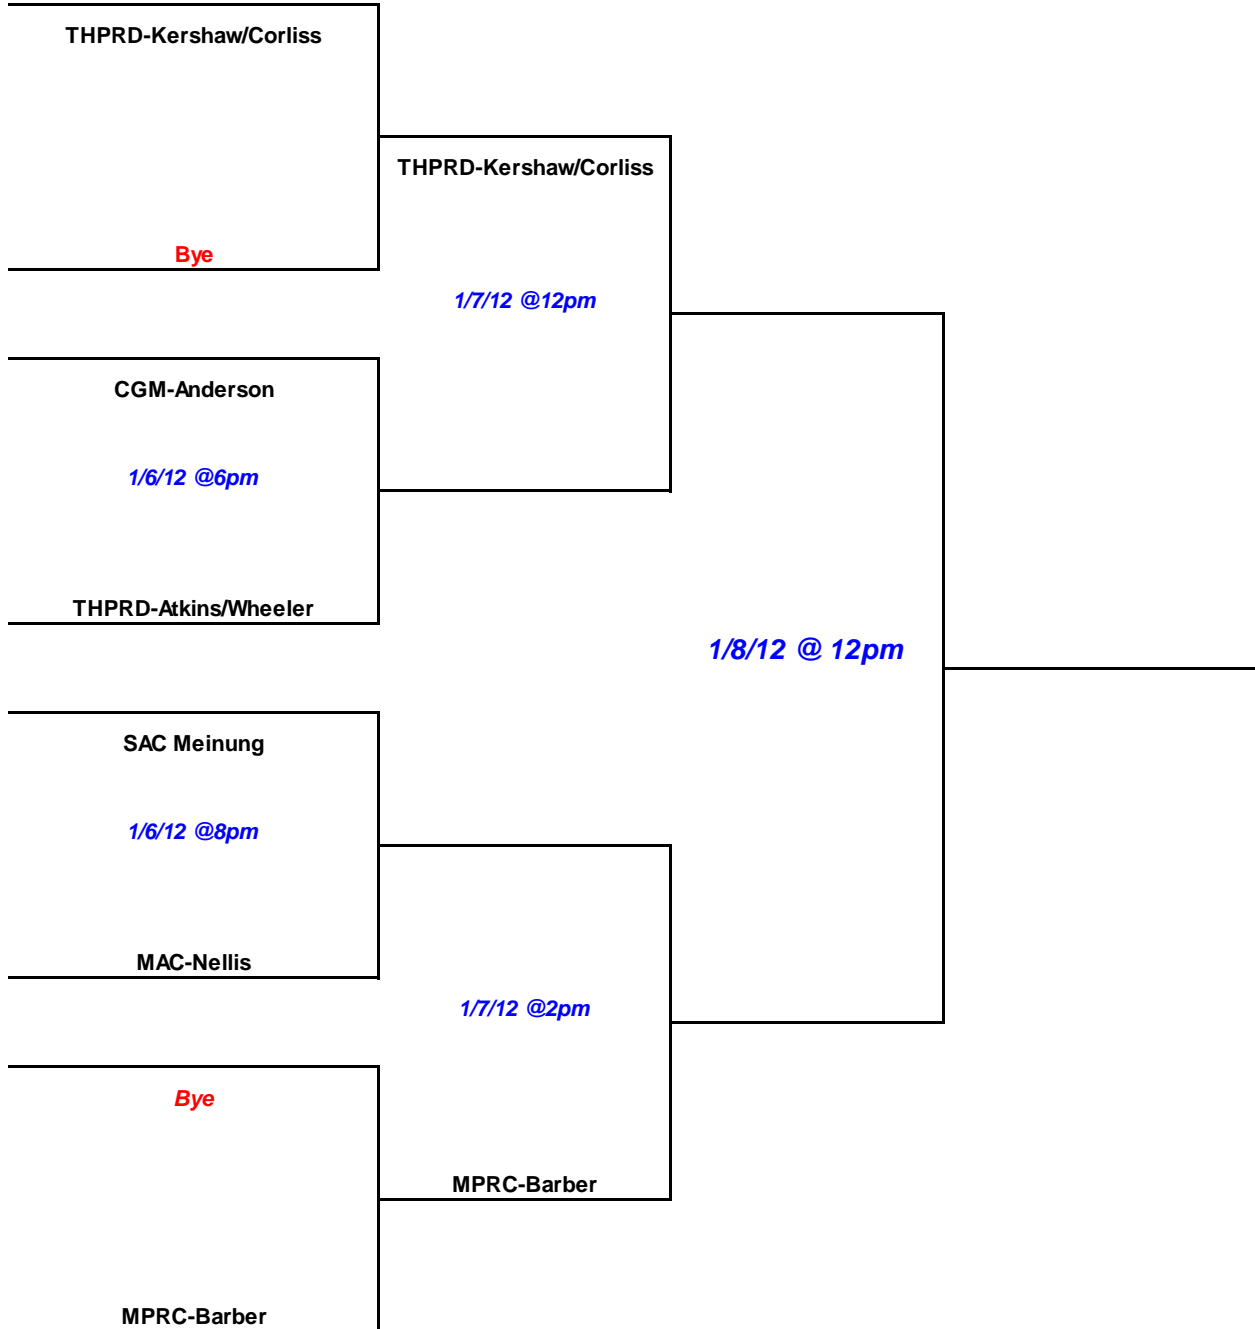 THPRD-Kershaw/Corliss
THPRD-Kershaw/Corliss
Bye
1/7/12 @12pm
CGM-Anderson
1/6/12 @6pm
THPRD-Atkins/Wheeler
1/8/12 @ 12pm
SAC Meinung
1/6/12 @8pm
MAC-Nellis
1/7/12 @2pm
Bye
MPRC-Barber
MPRC-Barber